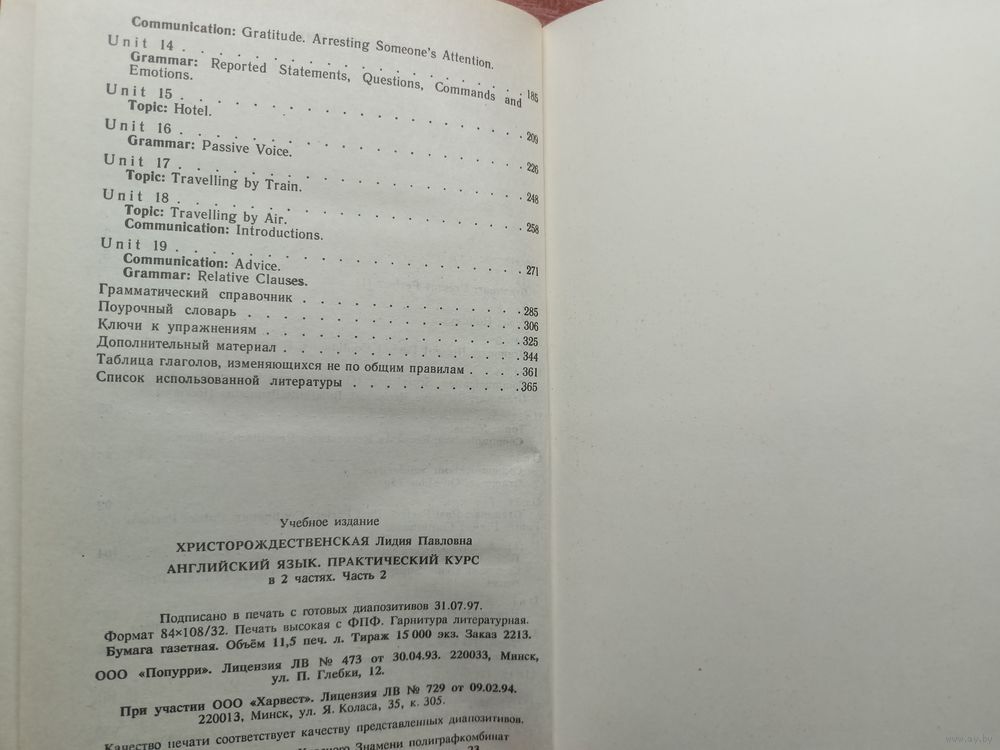 Communication: Gratitude. Arresting Someone's Attention.
Unit 14 . . . . . . . . . . . . . . . . . . 185
Grammar: Reported Statements, Questions, Commands and
Emotions.
Unit 15 . . . . . . . . . . . . . . . . . . 209
Topic: Hotel.
Unit 16 . . . . . . . . . . . . . . . . . . 226
Grammar: Passive Voice.
Unit 17 . . . . . . . . . . . . . . . . . . 248
Topic: Travelling by Train.
Unit 18 . . . . . . . . . . . . . . . . . . 258
Topic: Travelling by Air.
Communication: Introductions.
Unit 19 . . . . . . . . . . . . . . . . . . 271
Communication: Advice.
Grammar: Relative Clauses.
Грамматический справочник . . . . . . . . . . . 285
Поурочный словарь . . . . . . . . . . . . . . 306
Ключи к упражнениям . . . . . . . . . . . . . 325
Дополнительный материал . . . . . . . . . . . . 344
Таблица глаголов, изменяющихся не по общим правилам . . . . 361
Список использованной литературы . . . . . . . . . 365
Учебное издание
ХРИСТОРОЖДЕСТВЕНСКАЯ Лидия Павловна
АНГЛИЙСКИЙ ЯЗЫК. ПРАКТИЧЕСКИЙ КУРС
в 2 частях. Часть 2
Подписано в печать с готовых диапозитивов 31.07.97.
Формат 84×108/32. Печать высокая с ФПФ. Гарнитура литературная.
Бумага газетная. Объём 11,5 печ. л. Тираж 15 000 экз. Заказ 2213.
ООО «Попурри». Лицензия ЛВ № 473 от 30.04.93. 220033, Минск,
ул. П. Глебки, 12.
При участии ООО «Харвест». Лицензия ЛВ № 729 от 09.02.94.
220013, Минск, ул. Я. Коласа, 35, к. 305.
Качество печати соответствует качеству представленных диапозитивов.
Знамени полиграфкомбинат
23.
www.ay.by